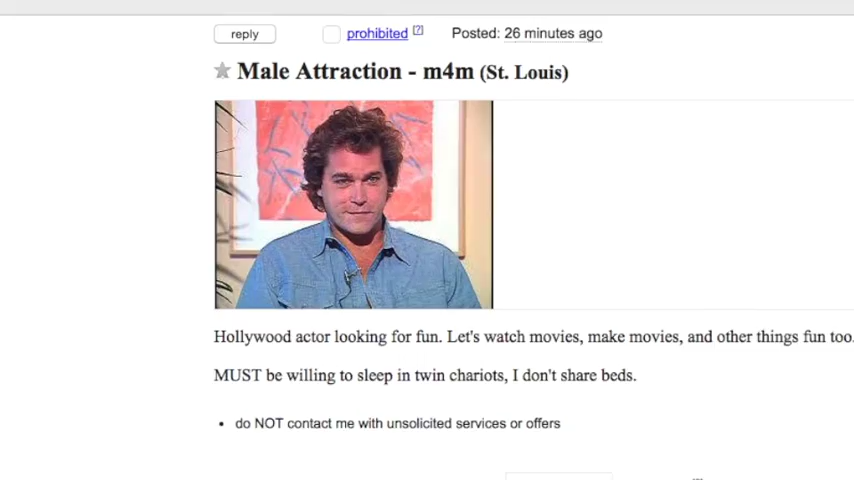 reply prohibited [?] Posted: 26 minutes ago
Male Attraction - m4m (St. Louis)
Hollywood actor looking for fun. Let's watch movies, make movies, and other things fun too.
MUST be willing to sleep in twin chariots, I don't share beds.
• do NOT contact me with unsolicited services or offers